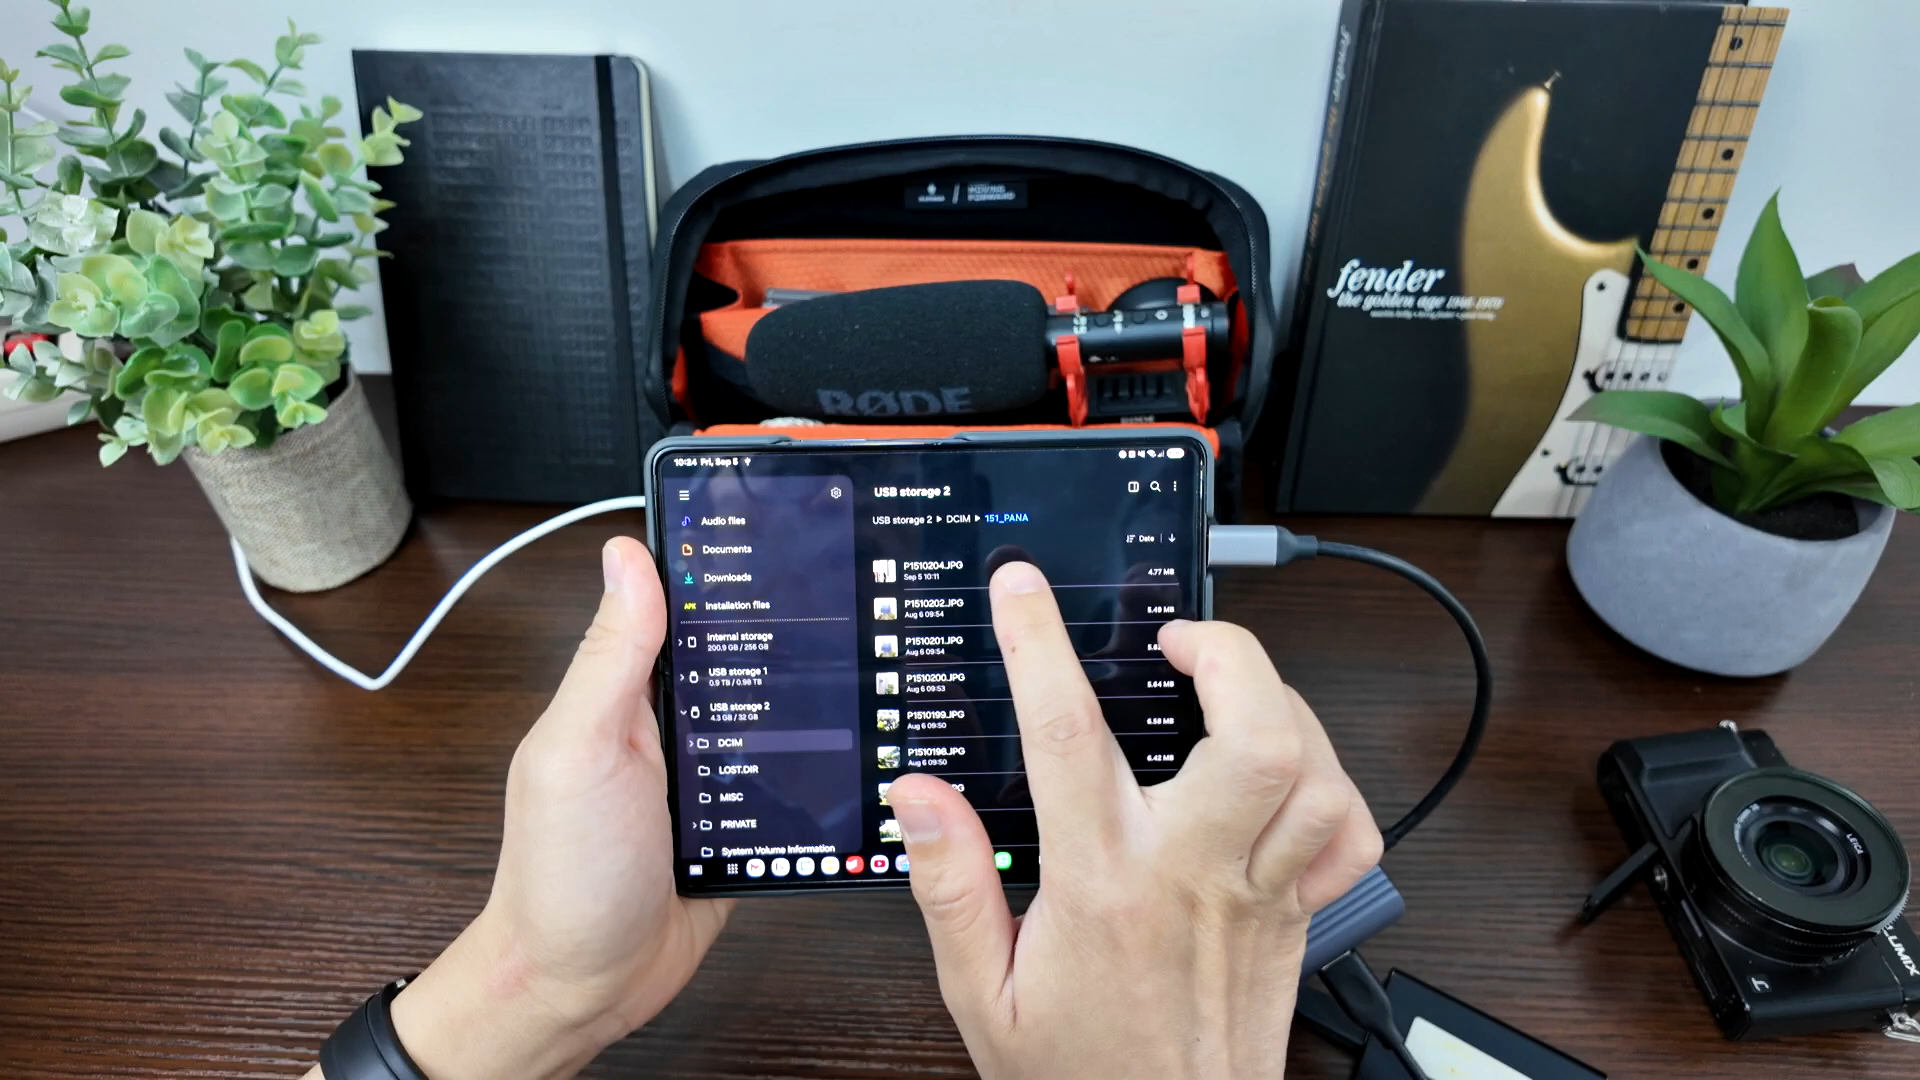 fender
the golden age 1946-1970
RØDE
10:24 Fri, Sep 5
Audio files
Documents
Downloads
APK Installation files
Internal storage
200.9 GB / 256 GB
USB storage 1
0.9 TB / 0.98 TB
USB storage 2
4.3 GB / 32 GB
DCIM
LOST.DIR
MISC
PRIVATE
System Volume Information
USB storage 2
USB storage 2 ▶ DCIM ▶ 151_PANA
Date
P1510204.JPG
Sep 5 10:11
4.77 MB
P1510202.JPG
Aug 6 09:54
5.49 MB
P1510201.JPG
Aug 6 09:54
P1510200.JPG
Aug 6 09:53
5.64 MB
P1510199.JPG
Aug 6 09:50
6.58 MB
P1510198.JPG
Aug 6 09:50
6.42 MB
LEICA
LUMIX